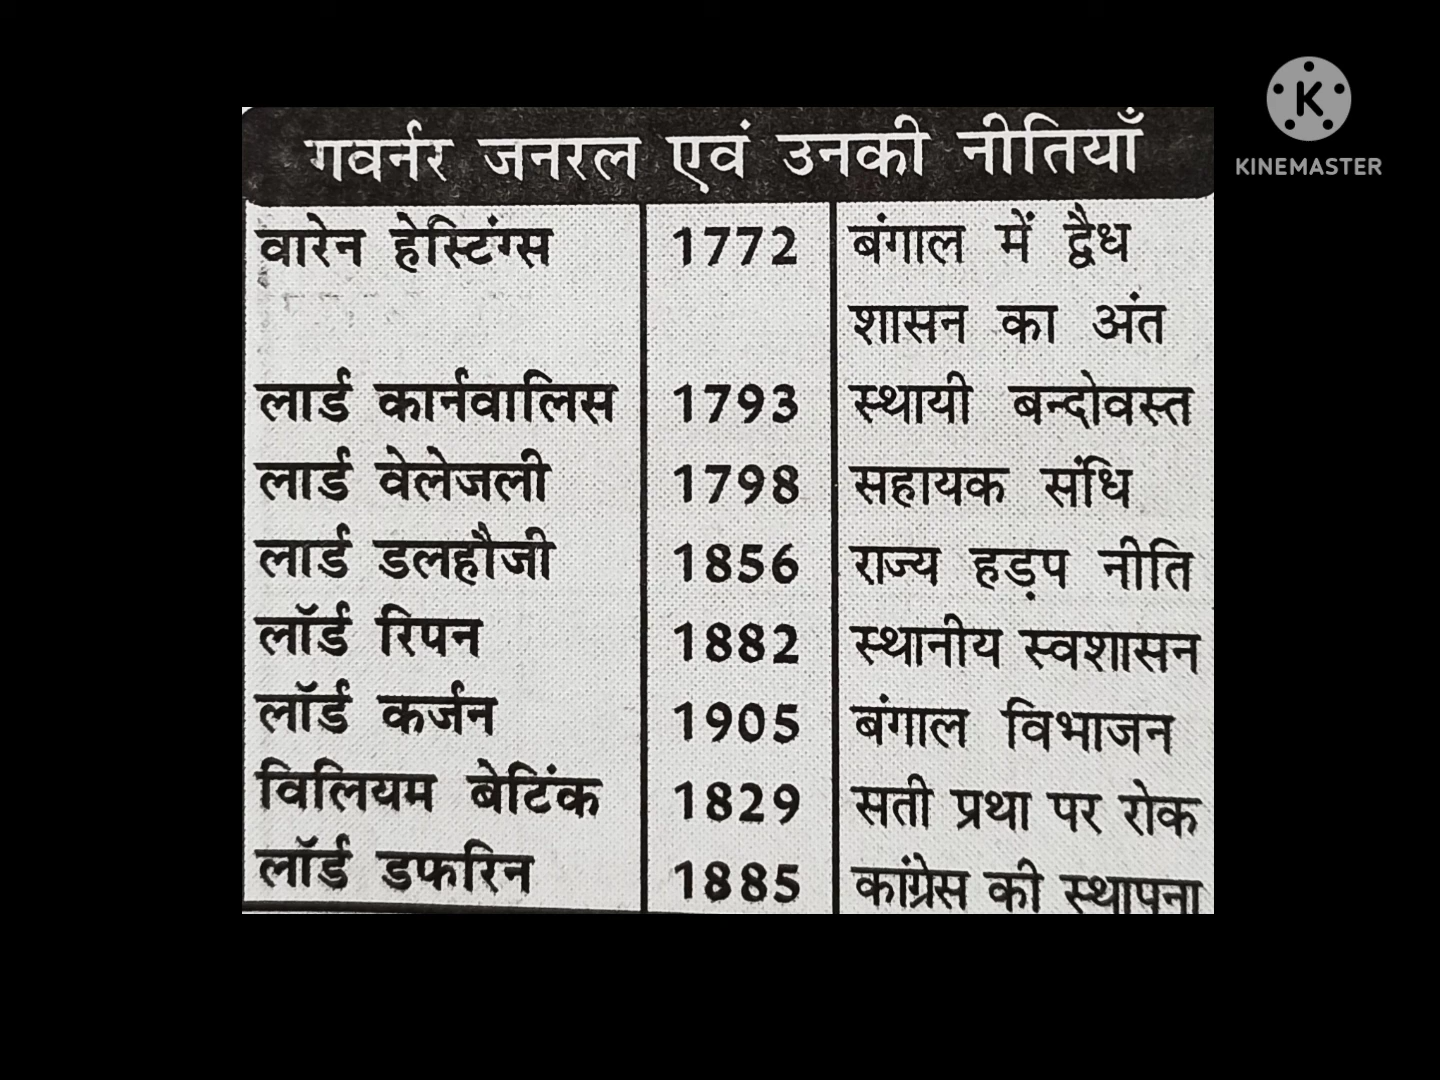 गवर्नर जनरल एवं उनकी नीतियाँ
KINEMASTER
वारेन हेस्टिंग्स 1772 बंगाल में द्वैध
शासन का अंत
लार्ड कार्नवालिस 1793 स्थायी बन्दोवस्त
लार्ड वेलेजली 1798 सहायक संधि
लार्ड डलहौजी 1856 राज्य हड़प नीति
लॉर्ड रिपन 1882 स्थानीय स्वशासन
लॉर्ड कर्जन 1905 बंगाल विभाजन
विलियम बेटिंक 1829 सती प्रथा पर रोक
लॉर्ड डफरिन 1885 कांग्रेस की स्थापना